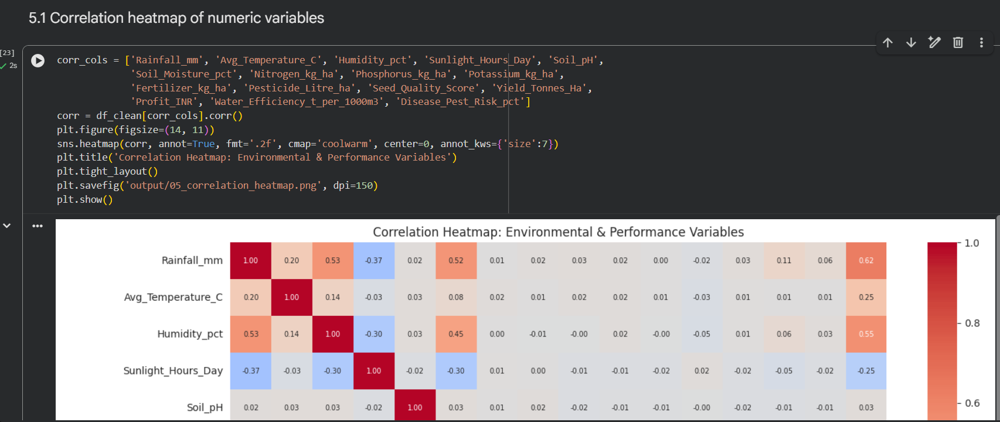 5.1 Correlation heatmap of numeric variables
[23]
2s
corr_cols = ['Rainfall_mm', 'Avg_Temperature_C', 'Humidity_pct', 'Sunlight_Hours_Day', 'Soil_pH',
'Soil_Moisture_pct', 'Nitrogen_kg_ha', 'Phosphorus_kg_ha', 'Potassium_kg_ha',
'Fertilizer_kg_ha', 'Pesticide_Litre_ha', 'Seed_Quality_Score', 'Yield_Tonnes_Ha',
'Profit_INR', 'Water_Efficiency_t_per_1000m3', 'Disease_Pest_Risk_pct']
corr = df_clean[corr_cols].corr()
plt.figure(figsize=(14, 11))
sns.heatmap(corr, annot=True, fmt='.2f', cmap='coolwarm', center=0, annot_kws={'size':7})
plt.title('Correlation Heatmap: Environmental & Performance Variables')
plt.tight_layout()
plt.savefig('output/05_correlation_heatmap.png', dpi=150)
plt.show()
Correlation Heatmap: Environmental & Performance Variables
Rainfall_mm 1.00 0.20 0.53 -0.37 0.02 0.52 0.01 0.02 0.03 0.02 0.00 -0.02 0.03 0.11 0.06 0.62 1.0
Avg_Temperature_C 0.20 1.00 0.14 -0.03 0.03 0.08 0.02 0.01 0.02 0.02 0.01 -0.03 0.01 0.01 0.01 0.25
0.8
Humidity_pct 0.53 0.14 1.00 -0.30 0.03 0.45 0.00 -0.01 -0.00 0.02 -0.00 -0.05 0.01 0.06 0.03 0.55
Sunlight_Hours_Day -0.37 -0.03 -0.30 1.00 -0.02 -0.30 0.01 0.00 -0.01 -0.01 -0.02 0.02 -0.02 -0.05 -0.02 -0.25
Soil_pH 0.02 0.03 0.03 -0.02 1.00 0.03 0.01 0.02 -0.02 -0.01 -0.01 -0.00 -0.02 -0.01 -0.01 0.03 0.6